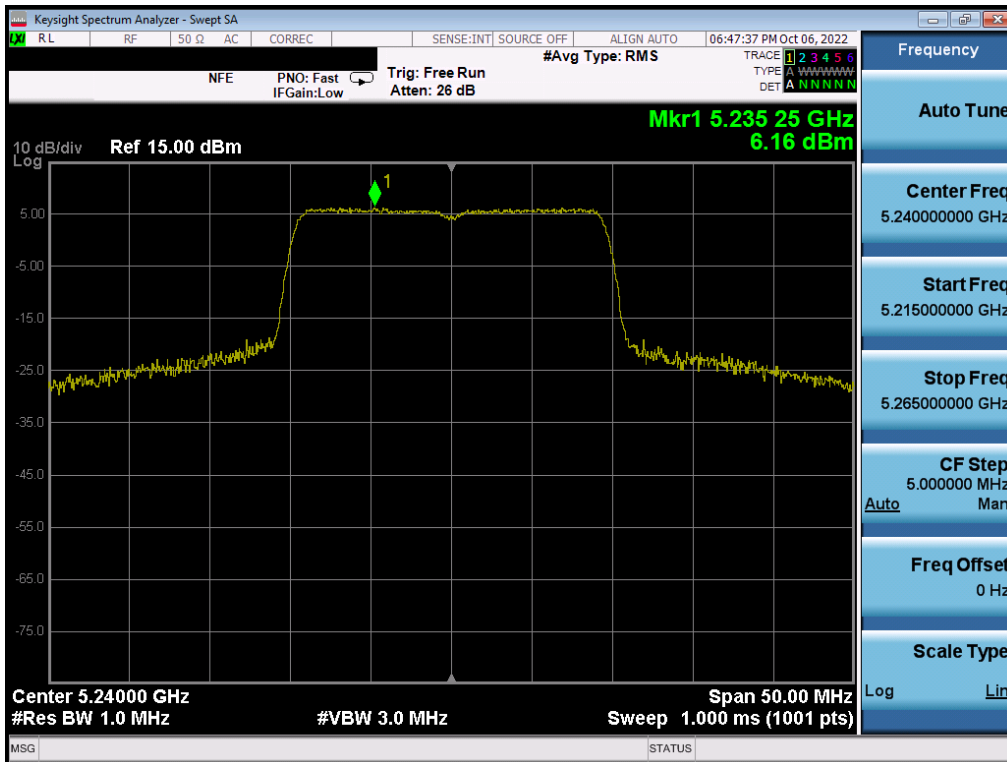 Keysight Spectrum Analyzer - Swept SA
LXI RL RF 50 Ω AC CORREC SENSE:INT SOURCE OFF ALIGN AUTO 06:47:37 PM Oct 06, 2022
NFE
PNO: Fast
IFGain:Low
Trig: Free Run
Atten: 26 dB
#Avg Type: RMS
TRACE 1 2 3 4 5 6
TYPE A WWWWW
DET A N N N N N
Mkr1 5.235 25 GHz
6.16 dBm
10 dB/div
Log
Ref 15.00 dBm
1
5.00
-5.00
-15.0
-25.0
-35.0
-45.0
-55.0
-65.0
-75.0
Center 5.24000 GHz
Span 50.00 MHz
#Res BW 1.0 MHz
#VBW 3.0 MHz
Sweep 1.000 ms (1001 pts)
MSG
STATUS
Frequency
Auto Tune
Center Freq
5.240000000 GHz
Start Freq
5.215000000 GHz
Stop Freq
5.265000000 GHz
CF Step
5.000000 MHz
Auto Man
Freq Offset
0 Hz
Scale Type
Log Lin